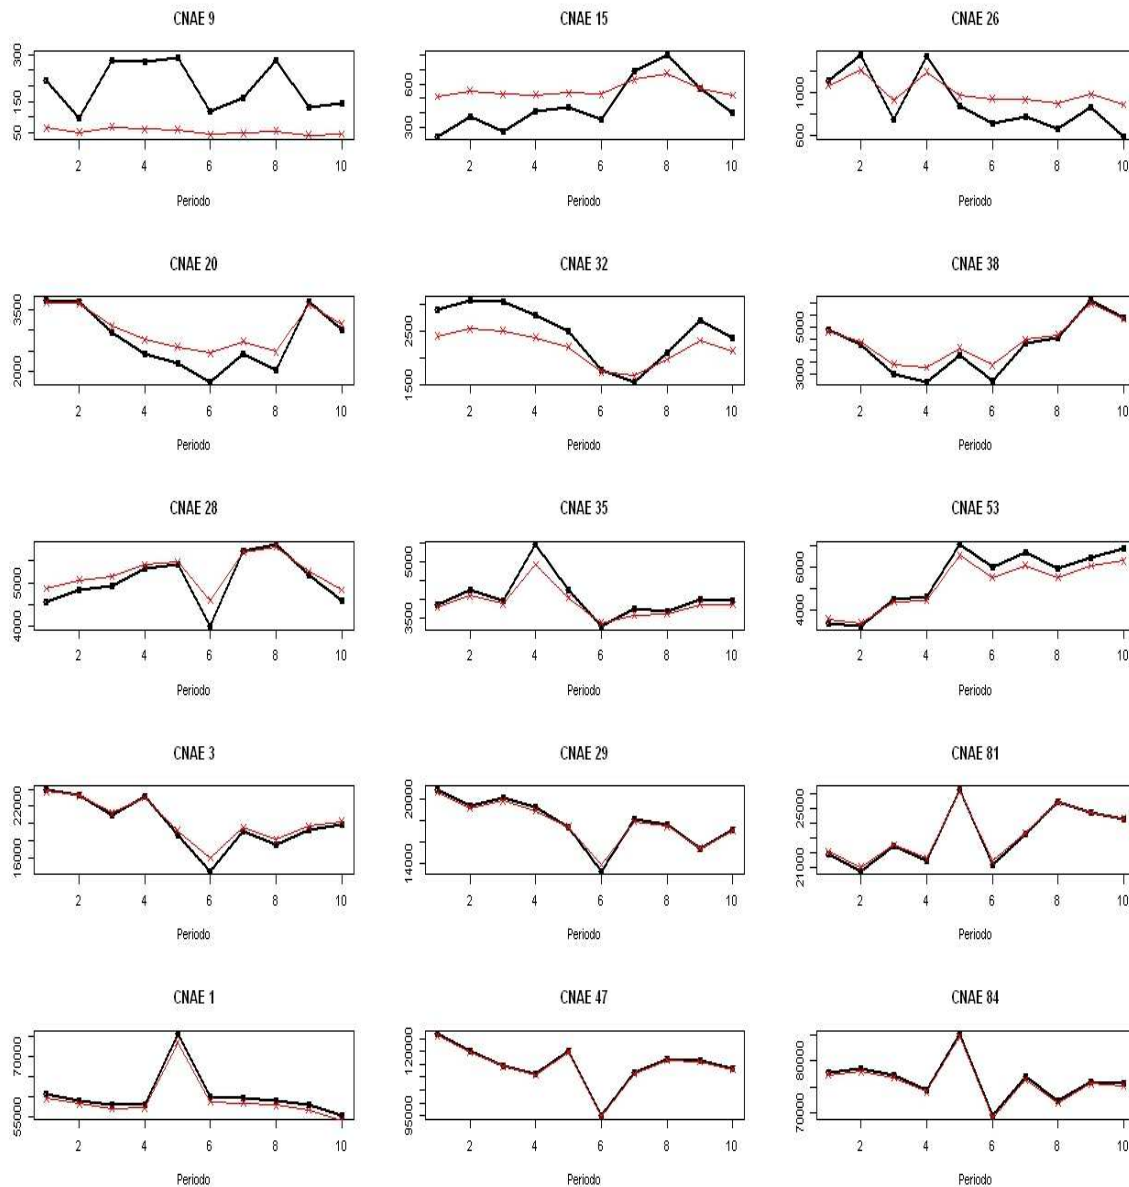 CNAE 9 CNAE 15 CNAE 26
300
150
50
2 4 6 8 10
Periodo
600
300
2 4 6 8 10
Periodo
1000
600
2 4 6 8 10
Periodo
CNAE 20 CNAE 32 CNAE 38
3500
2000
2 4 6 8 10
Periodo
2500
1500
2 4 6 8 10
Periodo
5000
3000
2 4 6 8 10
Periodo
CNAE 28 CNAE 35 CNAE 53
5000
4000
2 4 6 8 10
Periodo
5000
3500
2 4 6 8 10
Periodo
6000
4000
2 4 6 8 10
Periodo
CNAE 3 CNAE 29 CNAE 81
22000
16000
2 4 6 8 10
Periodo
20000
14000
2 4 6 8 10
Periodo
25000
21000
2 4 6 8 10
Periodo
CNAE 1 CNAE 47 CNAE 84
70000
55000
2 4 6 8 10
Periodo
120000
95000
2 4 6 8 10
Periodo
80000
70000
2 4 6 8 10
Periodo